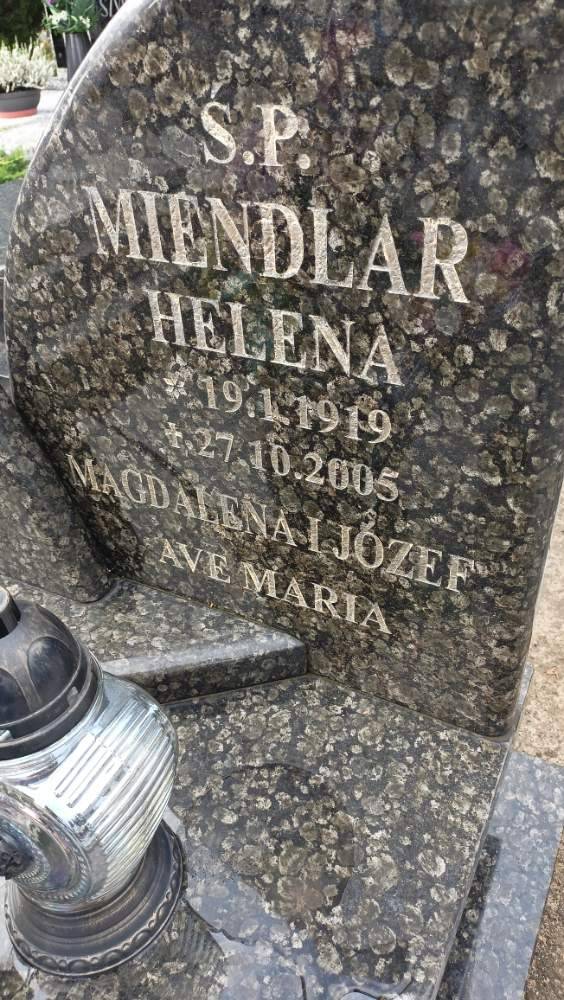 Ś.P.
MIENDLAR
HELENA
* 19.1.1919
+ 27.10.2005
MAGDALENA I JÓZEF
AVE MARIA